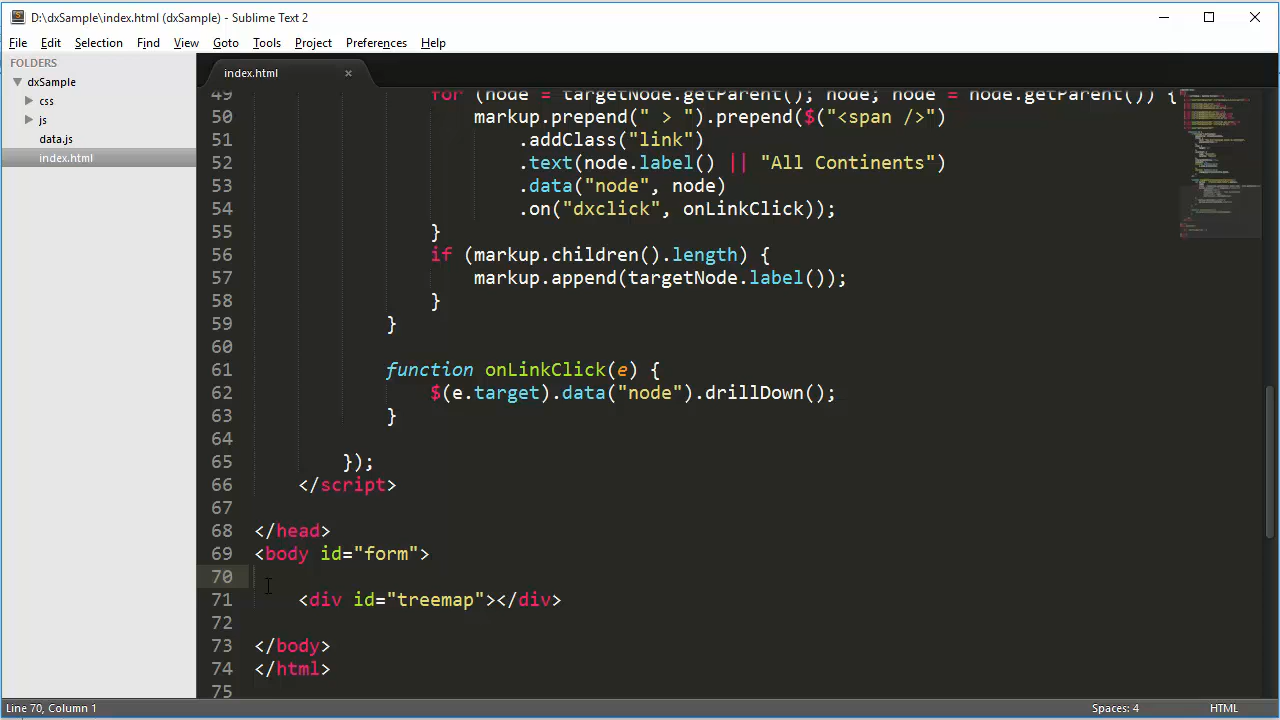 D:\dxSample\index.html (dxSample) - Sublime Text 2
File Edit Selection Find View Goto Tools Project Preferences Help
FOLDERS
dxSample
css
js
data.js
index.html
index.html ×
49 for (node = targetNode.getParent(); node; node = node.getParent()) {
50 markup.prepend(" > ").prepend($("<span />")
51 .addClass("link")
52 .text(node.label() || "All Continents")
53 .data("node", node)
54 .on("dxclick", onLinkClick));
55 }
56 if (markup.children().length) {
57 markup.append(targetNode.label());
58 }
59 }
60
61 function onLinkClick(e) {
62 $(e.target).data("node").drillDown();
63 }
64
65 });
66 </script>
67
68 </head>
69 <body id="form">
70
71 <div id="treemap"></div>
72
73 </body>
74 </html>
75
Line 70, Column 1 Spaces: 4 HTML